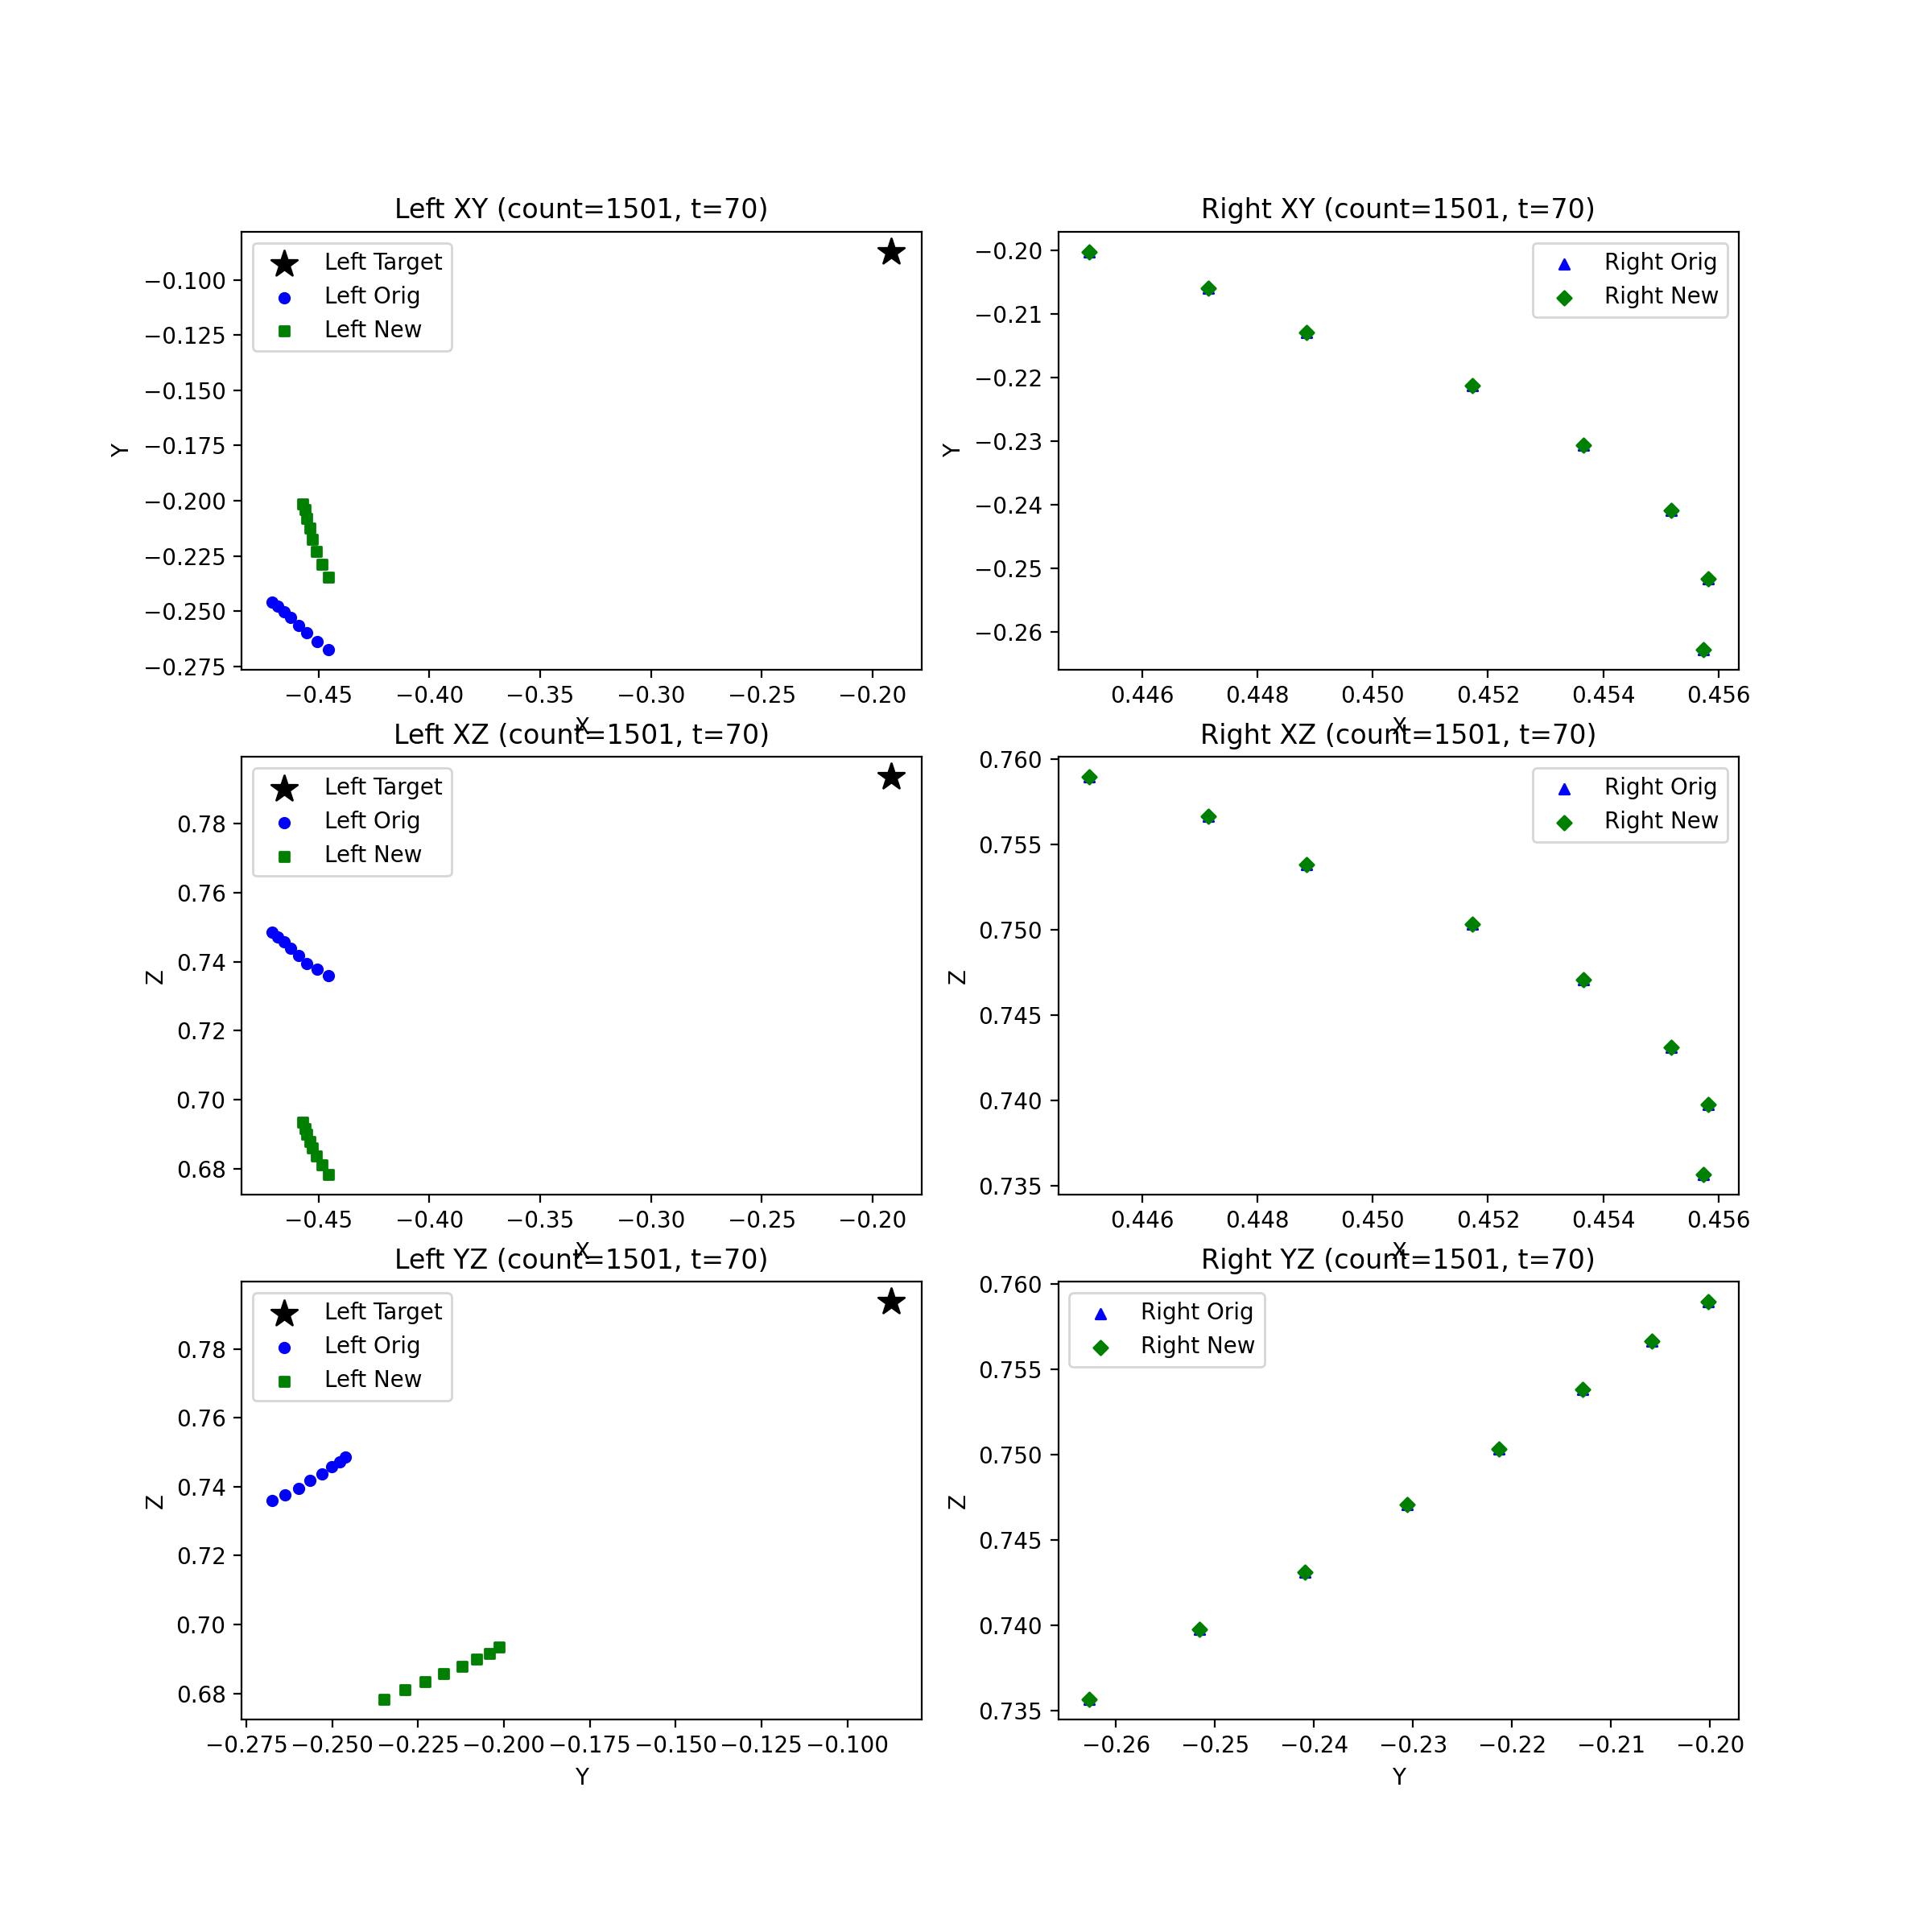 Left XY (count=1501, t=70)
Left Target
Left Orig
Left New
−0.100
−0.125
−0.150
−0.175
−0.200
−0.225
−0.250
−0.275
Y
−0.45
−0.40
−0.35
−0.30
−0.25
−0.20
X
Right XY (count=1501, t=70)
Right Orig
Right New
−0.20
−0.21
−0.22
−0.23
−0.24
−0.25
−0.26
Y
0.446
0.448
0.450
0.452
0.454
0.456
X
Left XZ (count=1501, t=70)
Left Target
Left Orig
Left New
0.78
0.76
0.74
0.72
0.70
0.68
Z
−0.45
−0.40
−0.35
−0.30
−0.25
−0.20
X
Right XZ (count=1501, t=70)
Right Orig
Right New
0.760
0.755
0.750
0.745
0.740
0.735
Z
0.446
0.448
0.450
0.452
0.454
0.456
X
Left YZ (count=1501, t=70)
Left Target
Left Orig
Left New
0.78
0.76
0.74
0.72
0.70
0.68
Z
−0.275
−0.250
−0.225
−0.200
−0.175
−0.150
−0.125
−0.100
Y
Right YZ (count=1501, t=70)
Right Orig
Right New
0.760
0.755
0.750
0.745
0.740
0.735
Z
−0.26
−0.25
−0.24
−0.23
−0.22
−0.21
−0.20
Y